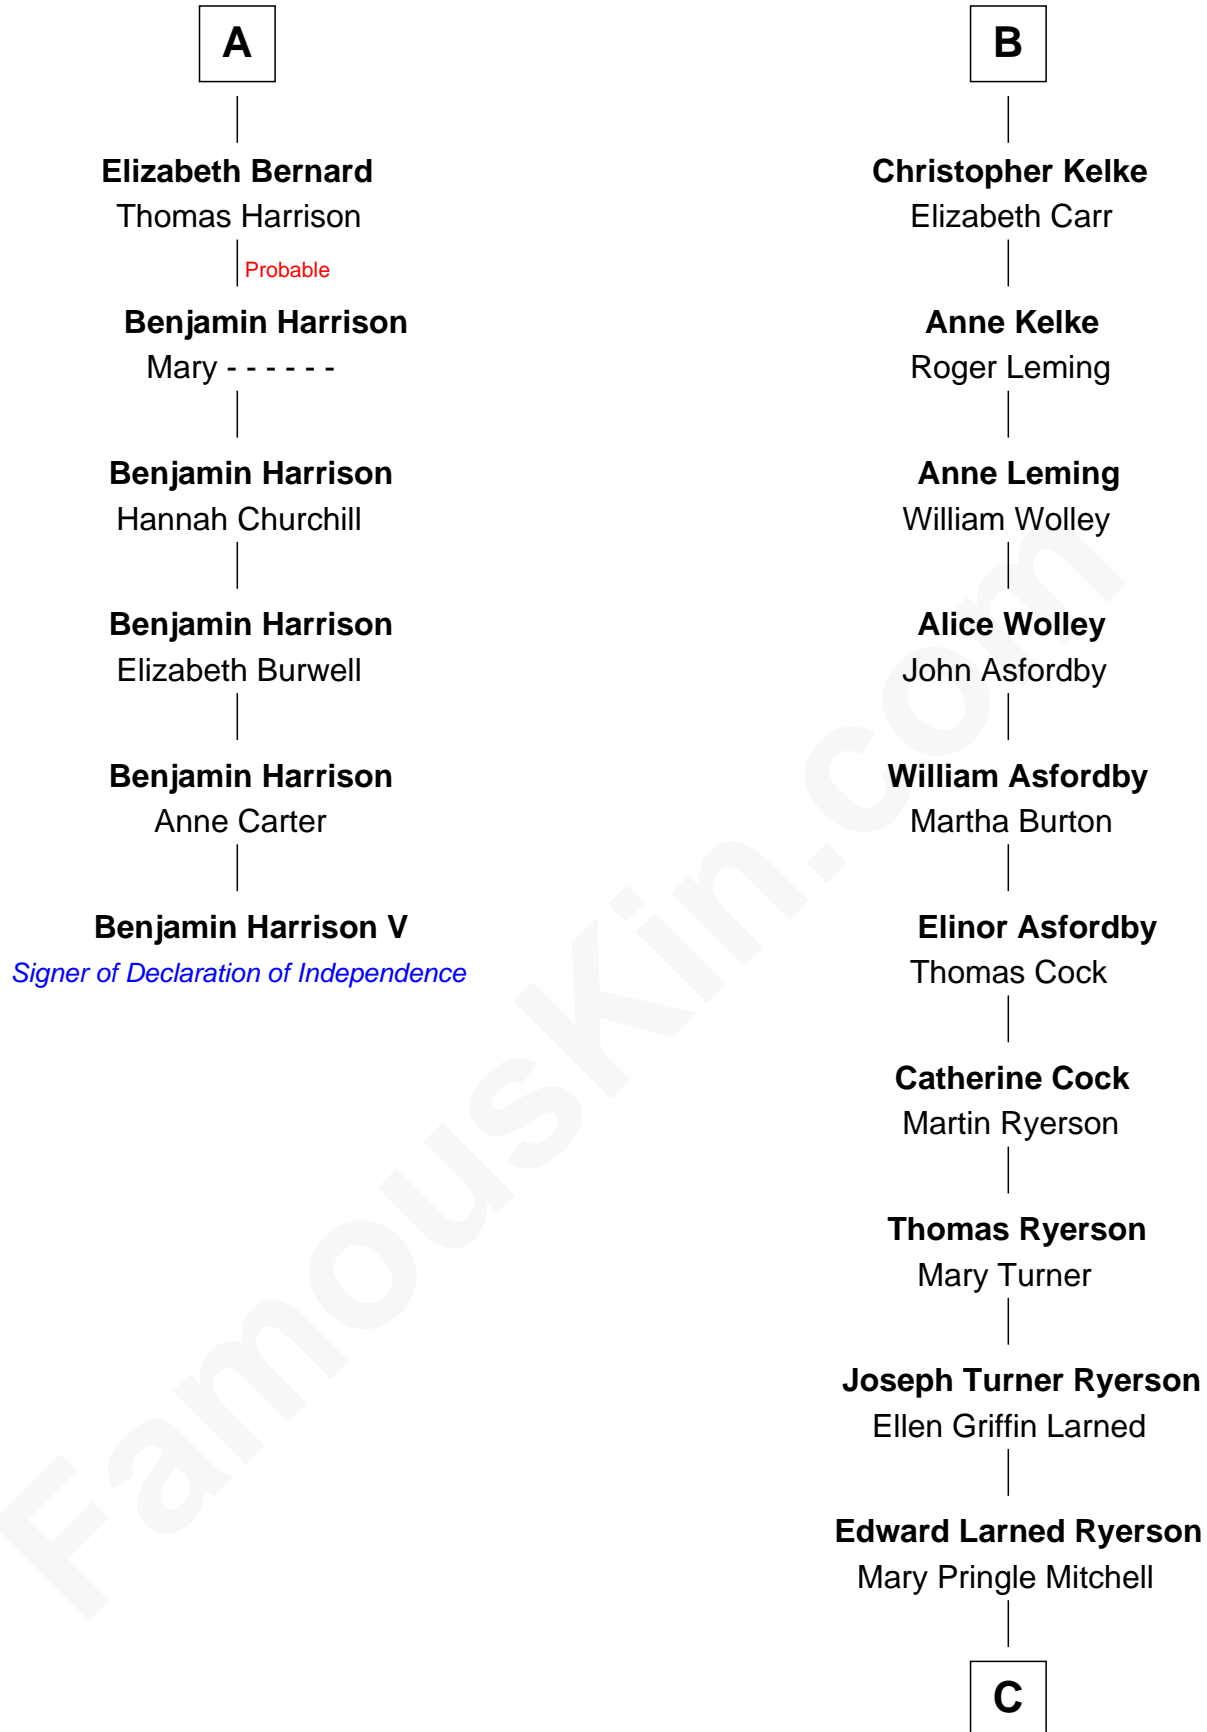 A
Elizabeth Bernard
Thomas Harrison
Probable
Benjamin Harrison
Mary - - - - - -
Benjamin Harrison
Hannah Churchill
Benjamin Harrison
Elizabeth Burwell
Benjamin Harrison
Anne Carter
Benjamin Harrison V
Signer of Declaration of Independence
B
Christopher Kelke
Elizabeth Carr
Anne Kelke
Roger Leming
Anne Leming
William Wolley
Alice Wolley
John Asfordby
William Asfordby
Martha Burton
Elinor Asfordby
Thomas Cock
Catherine Cock
Martin Ryerson
Thomas Ryerson
Mary Turner
Joseph Turner Ryerson
Ellen Griffin Larned
Edward Larned Ryerson
Mary Pringle Mitchell
C
FamousKin.com